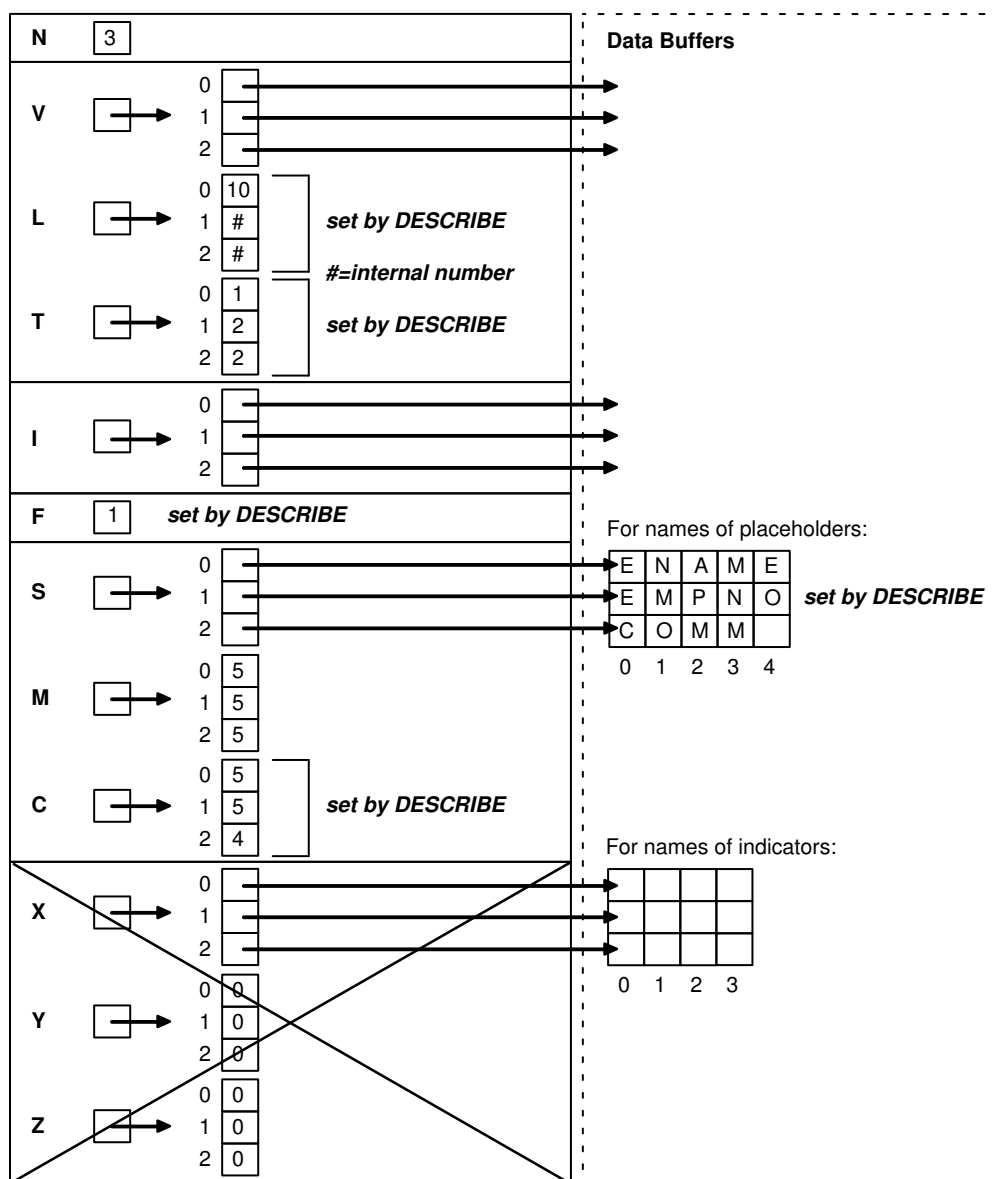 N 3 Data Buffers
0
V 1
2
0 10
L 1 # set by DESCRIBE
2 #
#=internal number
0 1
T 1 2 set by DESCRIBE
2 2
0
I 1
2
F 1 set by DESCRIBE
For names of placeholders:
0 E N A M E
S 1 E M P N O set by DESCRIBE
2 C O M M
0 1 2 3 4
0 5
M 1 5
2 5
0 5
C 1 5 set by DESCRIBE
2 4
For names of indicators:
0
X 1
2
0 1 2 3
0 0
Y 1 0
2 0
0 0
Z 1 0
2 0